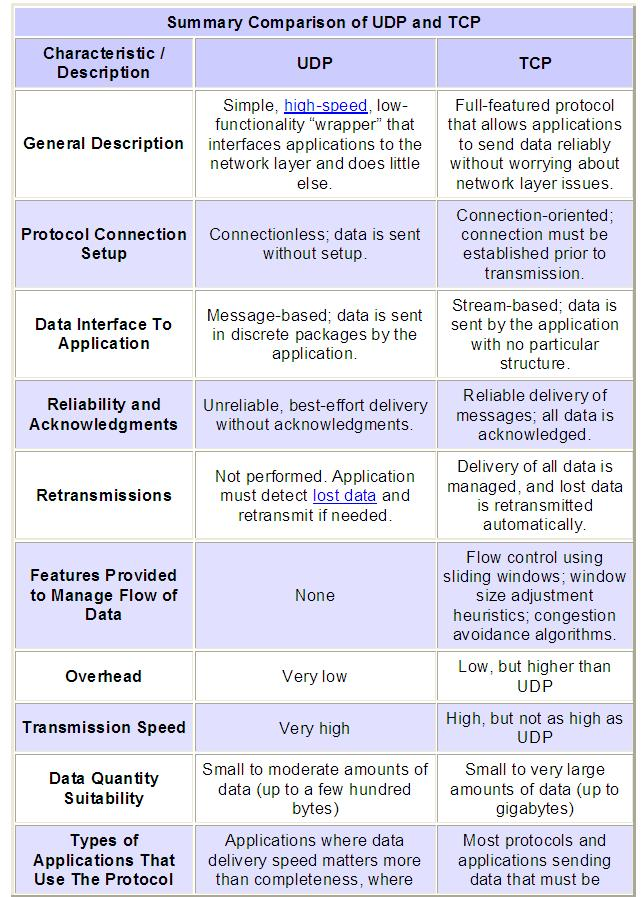 Summary Comparison of UDP and TCP
Characteristic /
Description
UDP
TCP
General Description
Simple, high-speed, low-
functionality “wrapper” that
interfaces applications to the
network layer and does little
else.
Full-featured protocol
that allows applications
to send data reliably
without worrying about
network layer issues.
Protocol Connection
Setup
Connectionless; data is sent
without setup.
Connection-oriented;
connection must be
established prior to
transmission.
Data Interface To
Application
Message-based; data is sent
in discrete packages by the
application.
Stream-based; data is
sent by the application
with no particular
structure.
Reliability and
Acknowledgments
Unreliable, best-effort delivery
without acknowledgments.
Reliable delivery of
messages; all data is
acknowledged.
Retransmissions
Not performed. Application
must detect lost data and
retransmit if needed.
Delivery of all data is
managed, and lost data
is retransmitted
automatically.
Features Provided
to Manage Flow of
Data
None
Flow control using
sliding windows; window
size adjustment
heuristics; congestion
avoidance algorithms.
Overhead
Very low
Low, but higher than
UDP
Transmission Speed
Very high
High, but not as high as
UDP
Data Quantity
Suitability
Small to moderate amounts of
data (up to a few hundred
bytes)
Small to very large
amounts of data (up to
gigabytes)
Types of
Applications That
Use The Protocol
Applications where data
delivery speed matters more
than completeness, where
Most protocols and
applications sending
data that must be